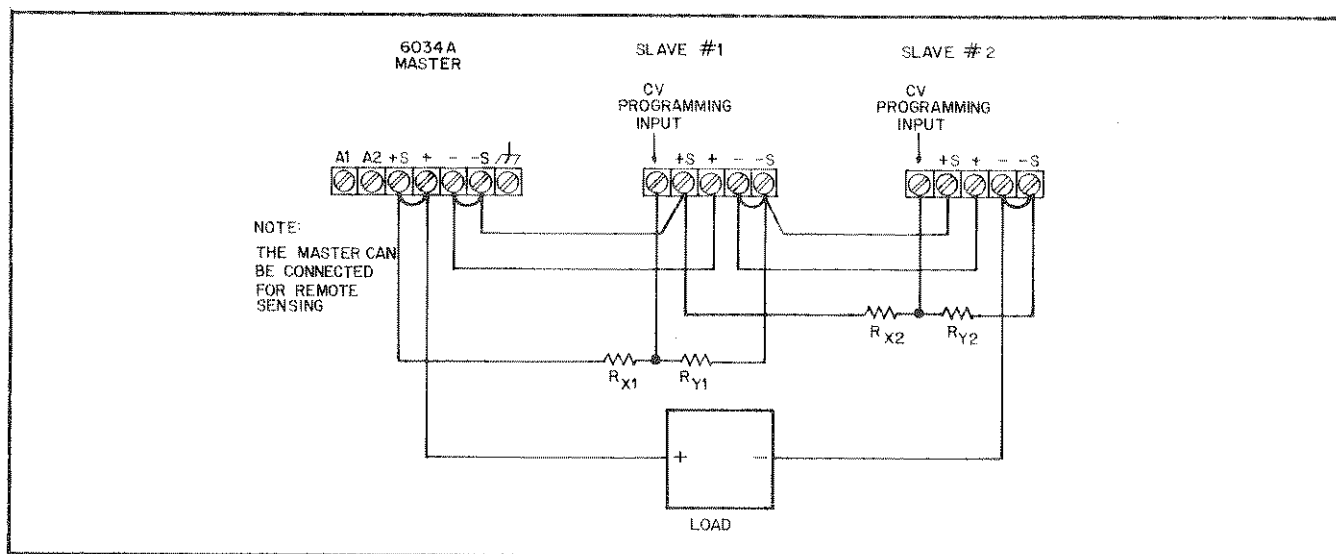 6034A
MASTER
SLAVE #1
SLAVE #2
CV
PROGRAMMING
INPUT
CV
PROGRAMMING
INPUT
A1 A2 +S + - -S
+S + - -S
+S + - -S
NOTE:
THE MASTER CAN
BE CONNECTED
FOR REMOTE
SENSING
RX2 RY2
RX1 RY1
+ -
LOAD